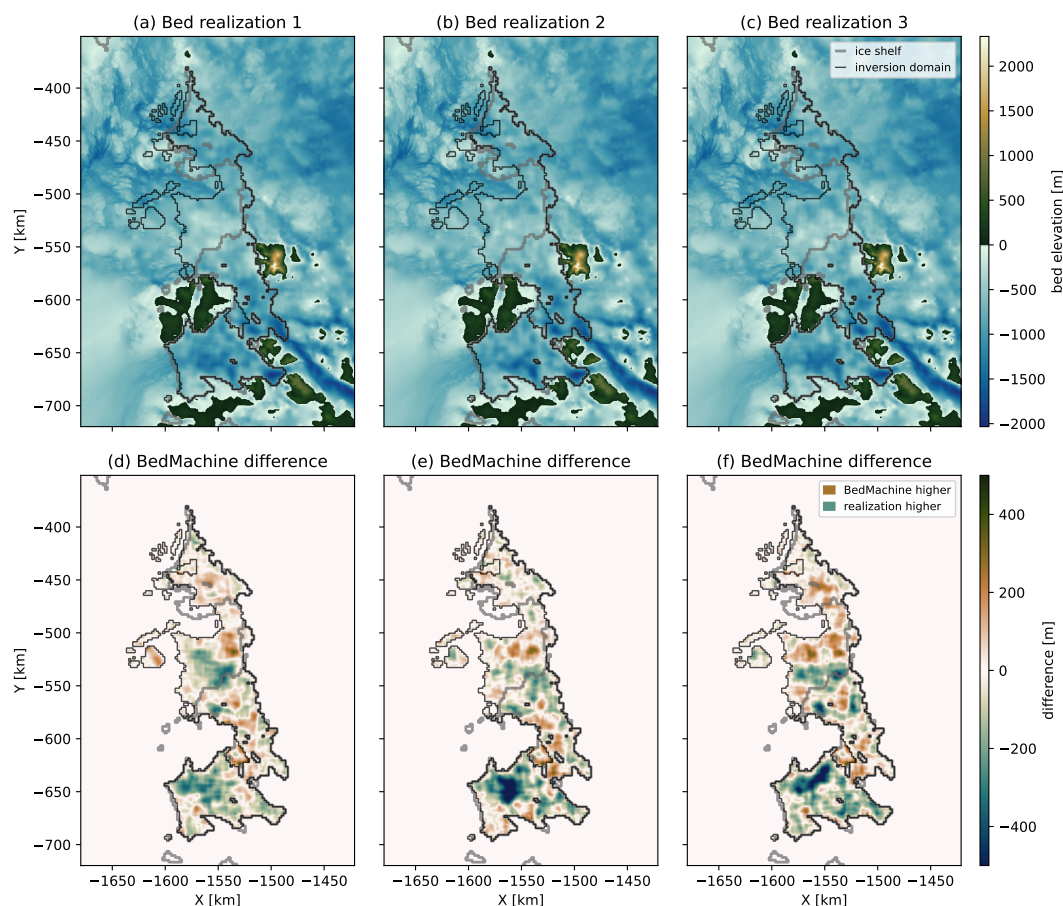 (a) Bed realization 1
(b) Bed realization 2
(c) Bed realization 3
ice shelf
inversion domain
−400
−450
−500
−550
−600
−650
−700
Y [km]
2000
1500
1000
500
0
−500
−1000
−1500
−2000
bed elevation [m]
(d) BedMachine difference
(e) BedMachine difference
(f) BedMachine difference
BedMachine higher
realization higher
−400
−450
−500
−550
−600
−650
−700
Y [km]
400
200
0
−200
−400
difference [m]
−1650 −1600 −1550 −1500 −1450
−1650 −1600 −1550 −1500 −1450
−1650 −1600 −1550 −1500 −1450
X [km]
X [km]
X [km]